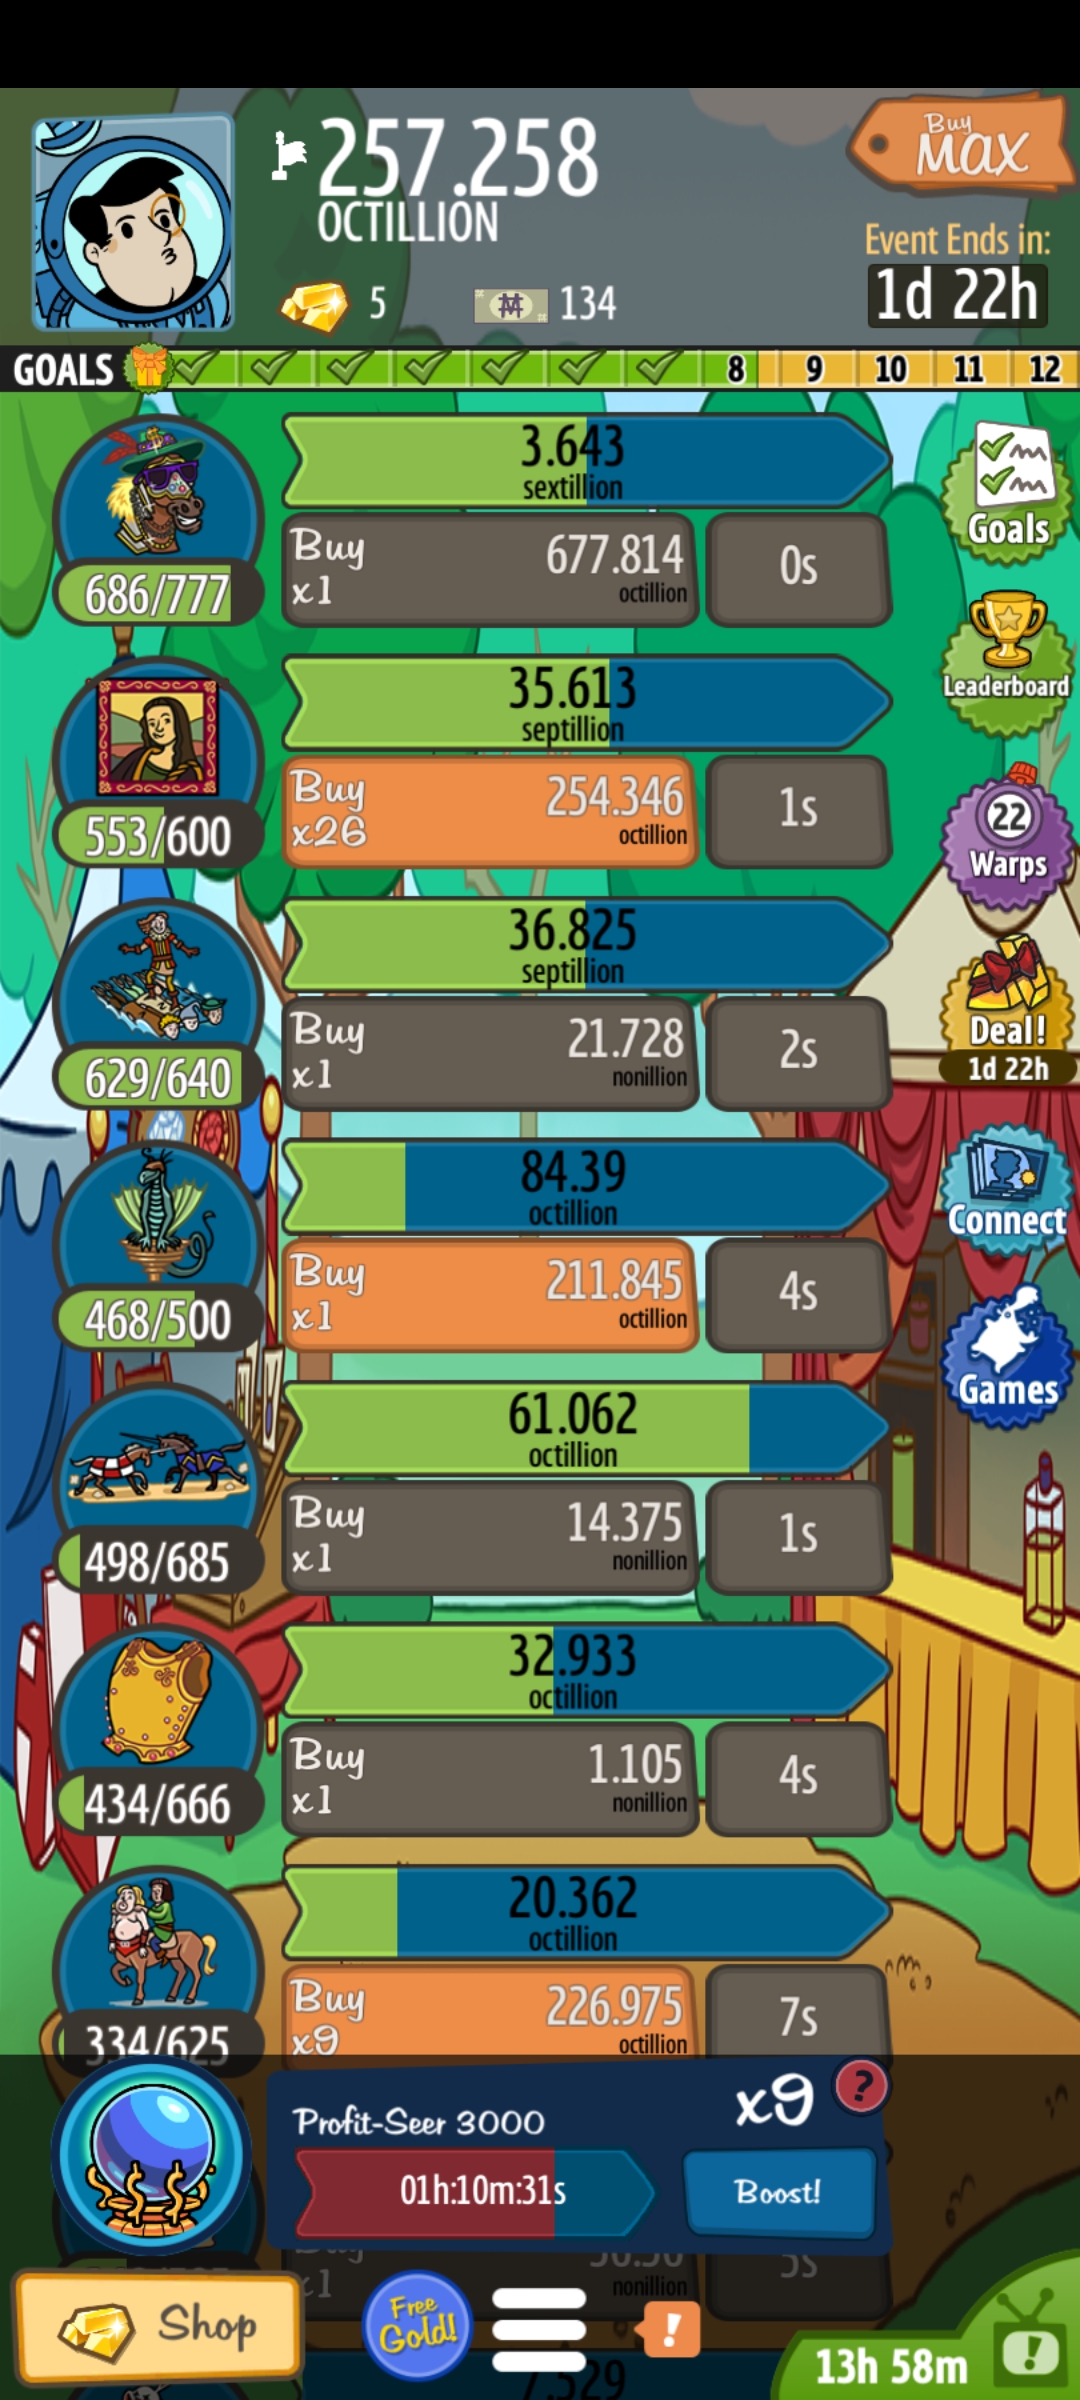 257.258
OCTILLION
5
134
Buy
MAX
Event Ends in:
1d 22h
GOALS
8 9 10 11 12
3.643
sextillion
Buy
x1
677.814
octillion
0s
686/777
Goals
Leaderboard
35.613
septillion
Buy
x26
254.346
octillion
1s
553/600
22
Warps
36.825
septillion
Buy
x1
21.728
nonillion
2s
629/640
Deal!
1d 22h
84.39
octillion
Buy
x1
211.845
octillion
4s
468/500
Connect
Games
61.062
octillion
Buy
x1
14.375
nonillion
1s
498/685
32.933
octillion
Buy
x1
1.105
nonillion
4s
434/666
20.362
octillion
Buy
x9
226.975
octillion
7s
334/625
Profit-Seer 3000
x9
?
01h:10m:31s
Boost!
x1
nonillion
Shop
Free
Gold!
!
13h 58m
!
7.529